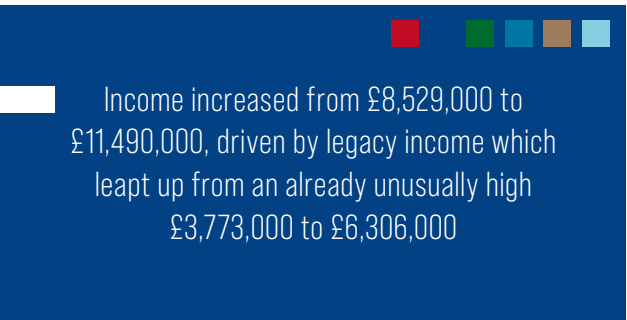 Income increased from £8,529,000 to
£11,490,000, driven by legacy income which
leapt up from an already unusually high
£3,773,000 to £6,306,000